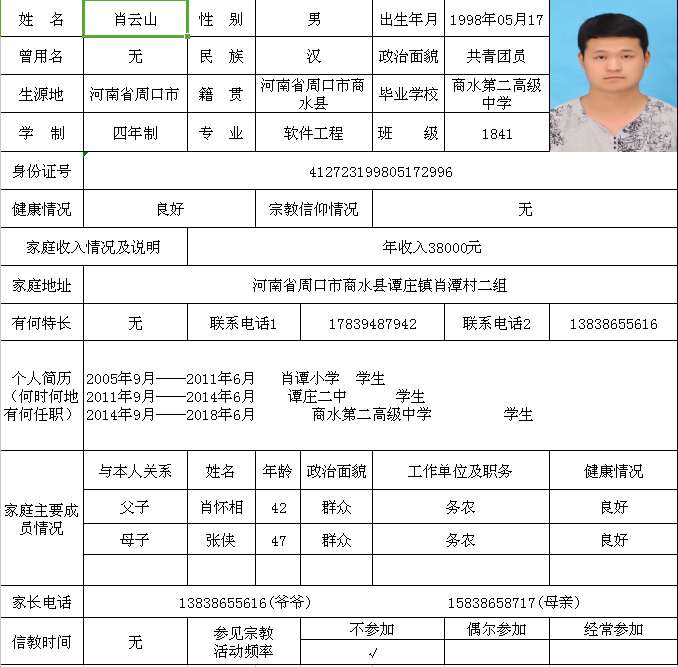 姓 名 肖云山 性 别 男 出生年月 1998年05月17
曾用名 无 民 族 汉 政治面貌 共青团员
生源地 河南省周口市 籍 贯 河南省周口市商水县 毕业学校 商水第二高级中学
学 制 四年制 专 业 软件工程 班 级 1841
身份证号 412723199805172996
健康情况 良好 宗教信仰情况 无
家庭收入情况及说明 年收入38000元
家庭地址 河南省周口市商水县谭庄镇肖潭村二组
有何特长 无 联系电话1 17839487942 联系电话2 13838655616
个人简历（何时何地有何任职）
2005年9月——2011年6月 肖谭小学 学生
2011年9月——2014年6月 谭庄二中 学生
2014年9月——2018年6月 商水第二高级中学 学生
家庭主要成员情况
与本人关系 姓名 年龄 政治面貌 工作单位及职务 健康情况
父子 肖怀相 42 群众 务农 良好
母子 张侠 47 群众 务农 良好
家长电话 13838655616(爷爷) 15838658717(母亲)
信教时间 无 参见宗教活动频率 不参加 偶尔参加 经常参加
√